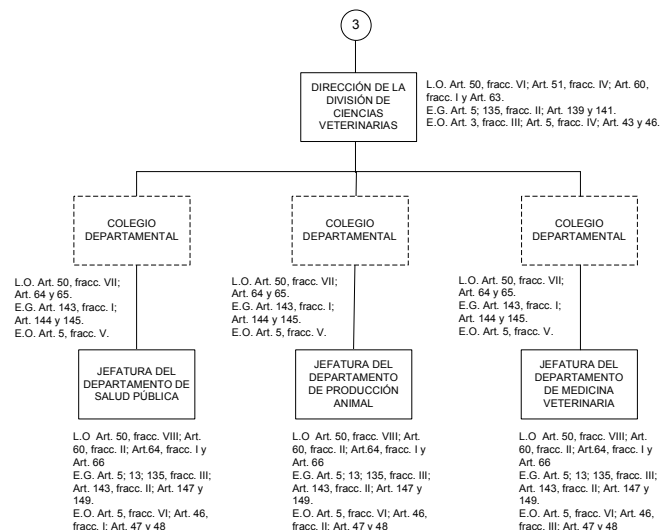 3
DIRECCIÓN DE LA
DIVISIÓN DE
CIENCIAS
VETERINARIAS
L.O. Art. 50, fracc. VI; Art. 51, fracc. IV; Art. 60,
fracc. I y Art. 63.
E.G. Art. 5; 135, fracc. II; Art. 139 y 141.
E.O. Art. 3, fracc. III; Art. 5, fracc. IV; Art. 43 y 46.
COLEGIO
DEPARTAMENTAL
COLEGIO
DEPARTAMENTAL
COLEGIO
DEPARTAMENTAL
L.O. Art. 50, fracc. VII;
Art. 64 y 65.
E.G. Art. 143, fracc. I;
Art. 144 y 145.
E.O. Art. 5, fracc. V.
L.O. Art. 50, fracc. VII;
Art. 64 y 65.
E.G. Art. 143, fracc. I;
Art. 144 y 145.
E.O. Art. 5, fracc. V.
L.O. Art. 50, fracc. VII;
Art. 64 y 65.
E.G. Art. 143, fracc. I;
Art. 144 y 145.
E.O. Art. 5, fracc. V.
JEFATURA DEL
DEPARTAMENTO DE
SALUD PÚBLICA
JEFATURA DEL
DEPARTAMENTO
DE PRODUCCIÓN
ANIMAL
JEFATURA DEL
DEPARTAMENTO
DE MEDICINA
VETERINARIA
L.O Art. 50, fracc. VIII; Art.
60, fracc. II; Art.64, fracc. I y
Art. 66
E.G. Art. 5; 13; 135, fracc. III;
Art. 143, fracc. II; Art. 147 y
149.
E.O. Art. 5, fracc. VI; Art. 46,
fracc. I; Art. 47 y 48
L.O Art. 50, fracc. VIII; Art.
60, fracc. II; Art.64, fracc. I y
Art. 66
E.G. Art. 5; 13; 135, fracc. III;
Art. 143, fracc. II; Art. 147 y
149.
E.O. Art. 5, fracc. VI; Art. 46,
fracc. II; Art. 47 y 48
L.O Art. 50, fracc. VIII; Art.
60, fracc. II; Art.64, fracc. I y
Art. 66
E.G. Art. 5; 13; 135, fracc. III;
Art. 143, fracc. II; Art. 147 y
149.
E.O. Art. 5, fracc. VI; Art. 46,
fracc. III; Art. 47 y 48